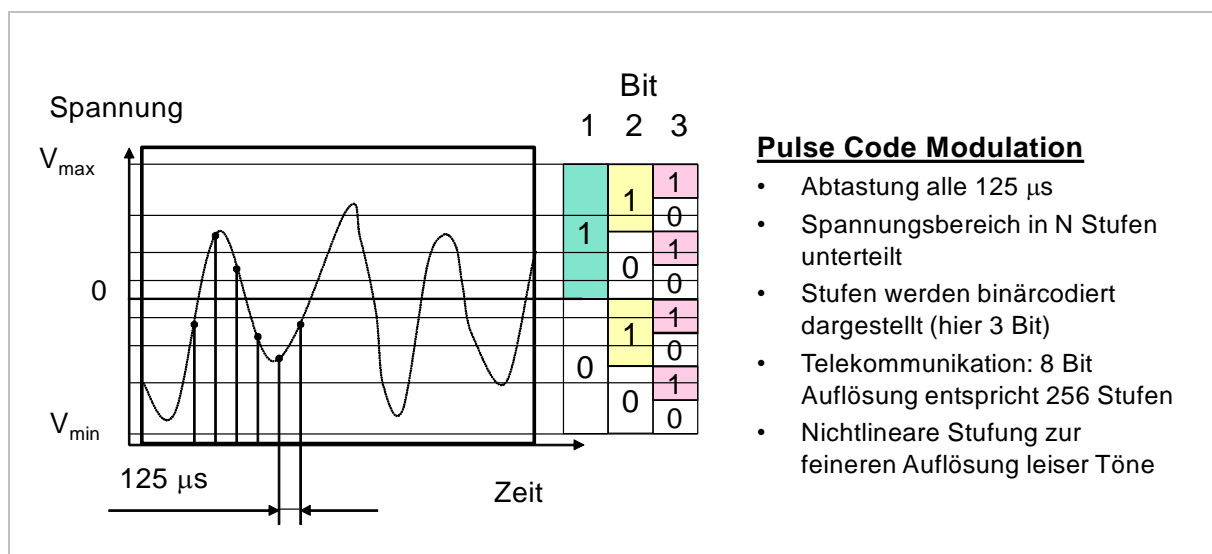 Spannung
V max
0
V min
125 μs
Zeit
Bit
1 2 3
1 1 1
0
0 1
0
0 1 1
0
0 1
0
Pulse Code Modulation
• Abtastung alle 125 μs
• Spannungsbereich in N Stufen
unterteilt
• Stufen werden binärcodiert
dargestellt (hier 3 Bit)
• Telekommunikation: 8 Bit
Auflösung entspricht 256 Stufen
• Nichtlineare Stufung zur
feineren Auflösung leiser Töne